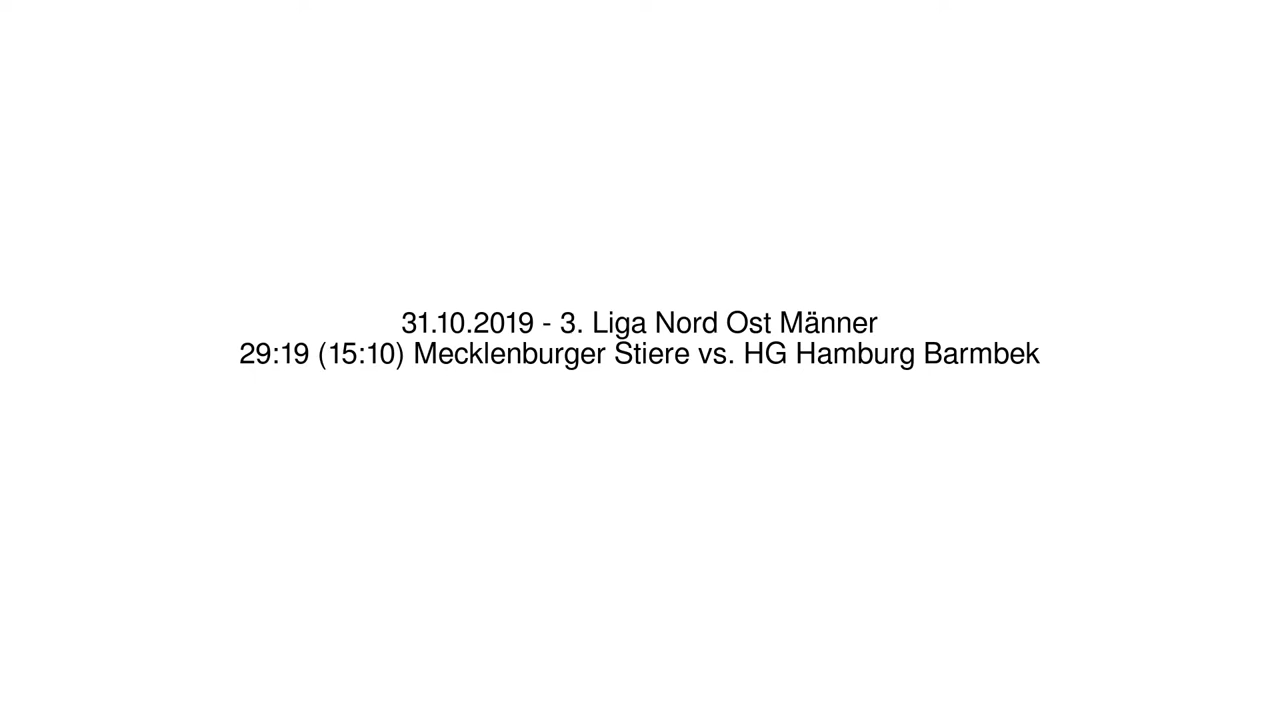 31.10.2019 - 3. Liga Nord Ost Männer
29:19 (15:10) Mecklenburger Stiere vs. HG Hamburg Barmbek